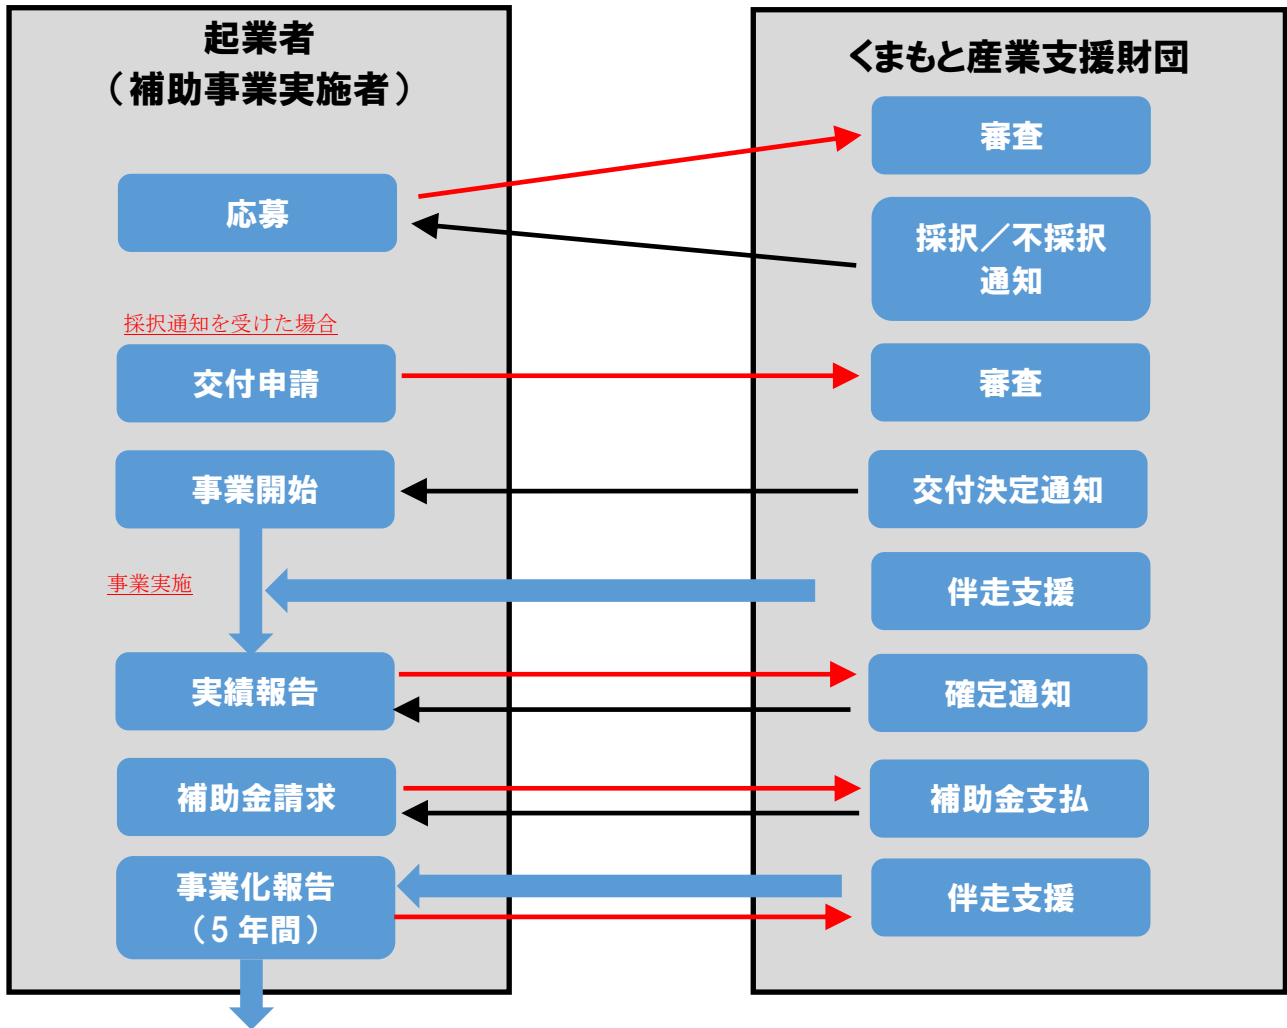 起業者
（補助事業実施者）
応募
採択通知を受けた場合
交付申請
事業開始
事業実施
実績報告
補助金請求
事業化報告
（５年間）
くまもと産業支援財団
審査
採択／不採択
通知
審査
交付決定通知
伴走支援
確定通知
補助金支払
伴走支援